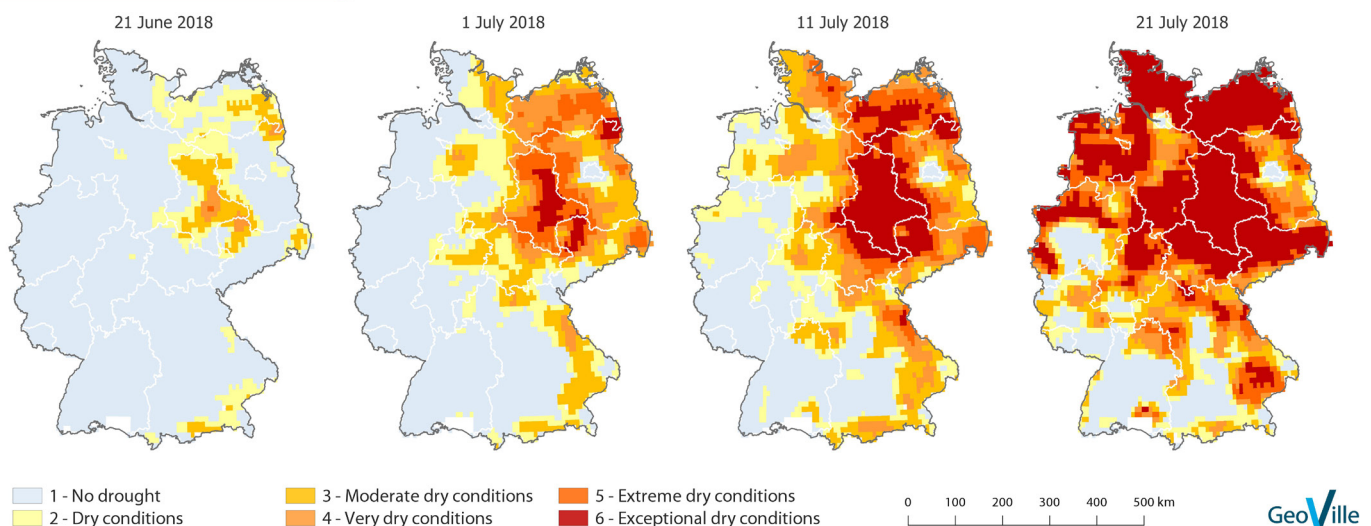 21 June 2018
1 July 2018
11 July 2018
21 July 2018
1 - No drought
2 - Dry conditions
3 - Moderate dry conditions
4 - Very dry conditions
5 - Extreme dry conditions
6 - Exceptional dry conditions
0 100 200 300 400 500 km
GeoVille